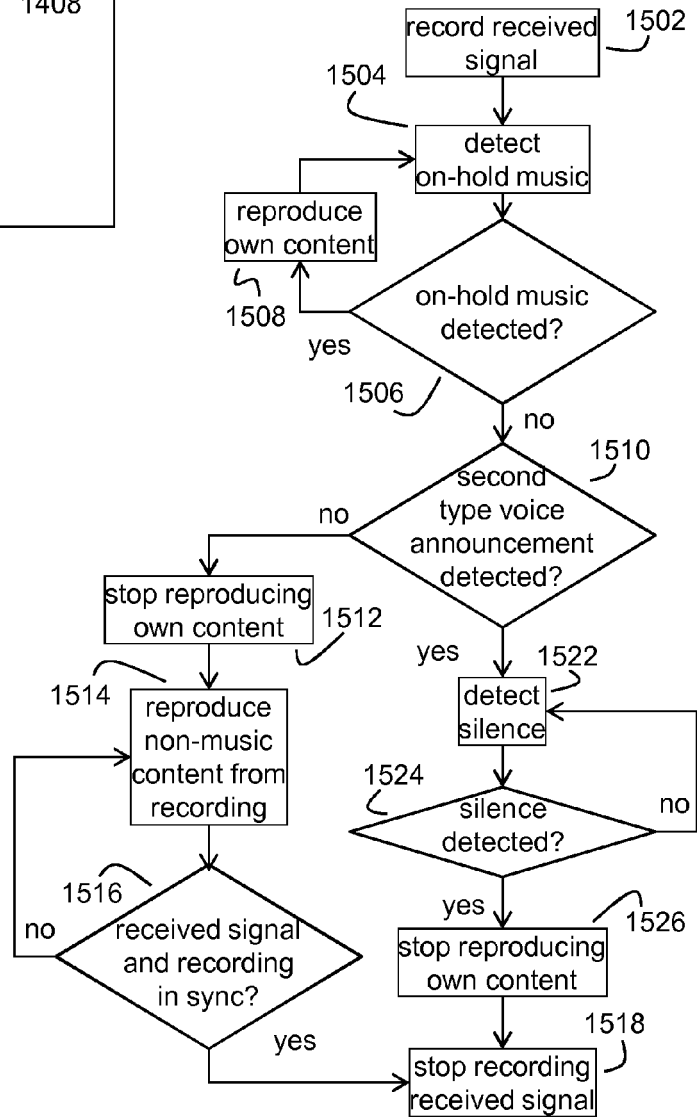 1408
record received
signal
1502
1504
detect
on-hold music
reproduce
own content
1508
on-hold music
detected?
yes
1506
no
second
type voice
announcement
detected?
1510
no
stop reproducing
own content
1512
yes
detect
silence
1522
1514
reproduce
non-music
content from
recording
1524
silence
detected?
no
1516
no
received signal
and recording
in sync?
yes
yes
stop reproducing
own content
1526
stop recording
received signal
1518